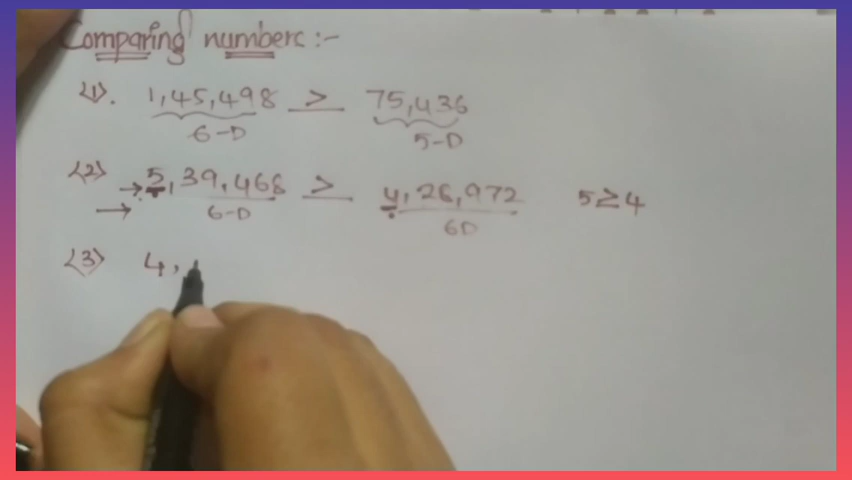 Comparing numbers :-
<1>. 1,45,498 > 75,436
6-D 5-D
<2> → 5,39,468 > 4,26,972 5≥4
→ 6-D 6D
<3> 4,